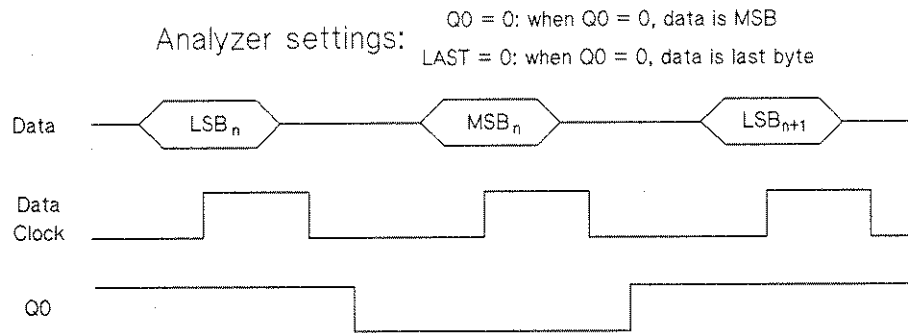 Analyzer settings:
Q0 = 0: when Q0 = 0, data is MSB
LAST = 0: when Q0 = 0, data is last byte
Data
LSBn
MSBn
LSBn+1
Data
Clock
Q0